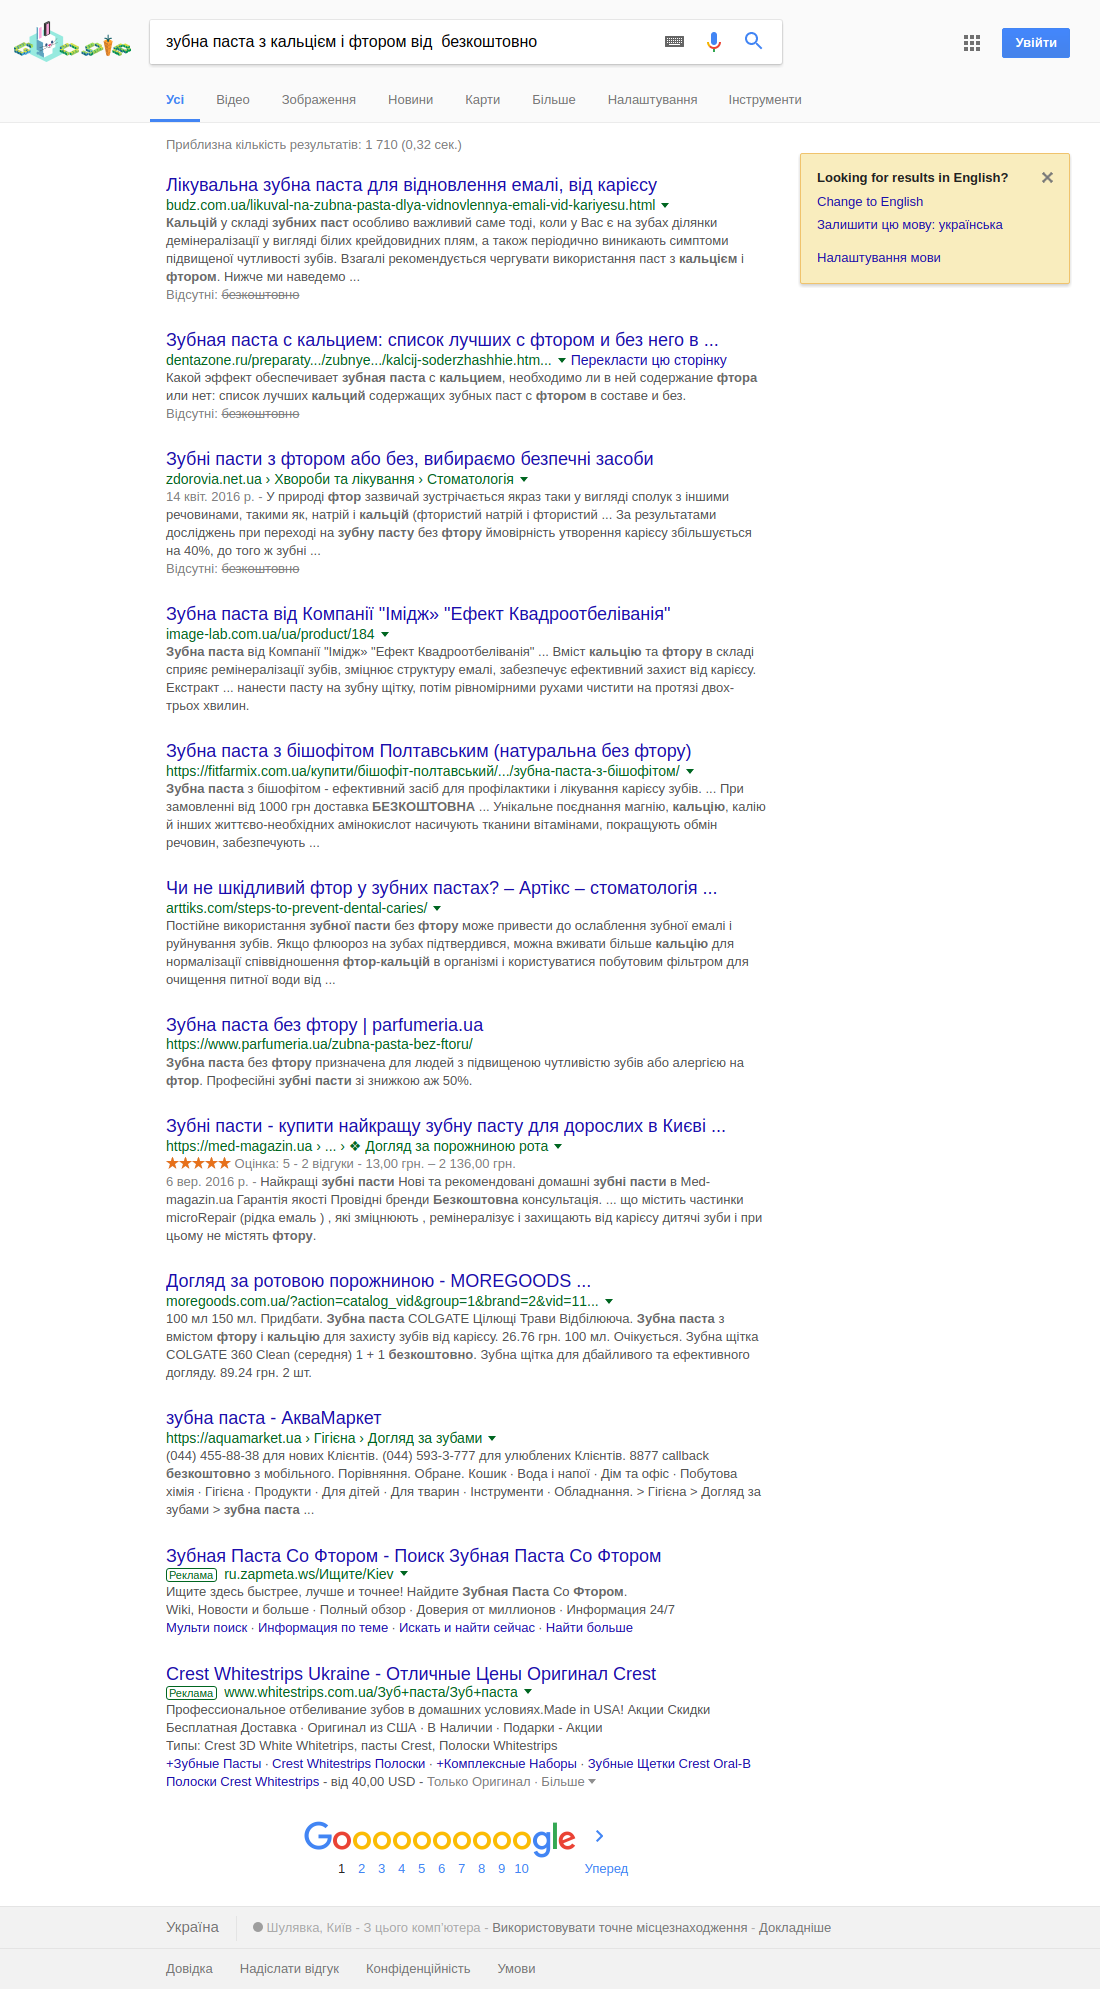 зубна паста з кальцієм і фтором від  безкоштовно
Увійти
Усі Відео Зображення Новини Карти Більше Налаштування Інструменти
Приблизна кількість результатів: 1 710 (0,32 сек.)
Looking for results in English?
Change to English
Залишити цю мову: українська
Налаштування мови
Лікувальна зубна паста для відновлення емалі, від карієсу
budz.com.ua/likuval-na-zubna-pasta-dlya-vidnovlennya-emali-vid-kariyesu.html
Кальцій у складі зубних паст особливо важливий саме тоді, коли у Вас є на зубах ділянки
демінералізації у вигляді білих крейдовидних плям, а також періодично виникають симптоми
підвищеної чутливості зубів. Взагалі рекомендується чергувати використання паст з кальцієм і
фтором. Нижче ми наведемо ...
Відсутні: безкоштовно
Зубная паста с кальцием: список лучших с фтором и без него в ...
dentazone.ru/preparaty.../zubnye.../kalcij-soderzhashhie.htm... Перекласти цю сторінку
Какой эффект обеспечивает зубная паста с кальцием, необходимо ли в ней содержание фтора
или нет: список лучших кальций содержащих зубных паст с фтором в составе и без.
Відсутні: безкоштовно
Зубні пасти з фтором або без, вибираємо безпечні засоби
zdorovia.net.ua › Хвороби та лікування › Стоматологія
14 квіт. 2016 р. - У природі фтор зазвичай зустрічається якраз таки у вигляді сполук з іншими
речовинами, такими як, натрій і кальцій (фтористий натрій і фтористий ... За результатами
досліджень при переході на зубну пасту без фтору ймовірність утворення карієсу збільшується
на 40%, до того ж зубні ...
Відсутні: безкоштовно
Зубна паста від Компанії "Імідж» "Ефект Квадроотбеліванія"
image-lab.com.ua/ua/product/184
Зубна паста від Компанії "Імідж» "Ефект Квадроотбеліванія" ... Вміст кальцію та фтору в складі
сприяє ремінералізації зубів, зміцнює структуру емалі, забезпечує ефективний захист від карієсу.
Екстракт ... нанести пасту на зубну щітку, потім рівномірними рухами чистити на протязі двох-
трьох хвилин.
Зубна паста з бішофітом Полтавським (натуральна без фтору)
https://fitfarmix.com.ua/купити/бішофіт-полтавський/.../зубна-паста-з-бішофітом/
Зубна паста з бішофітом - ефективний засіб для профілактики і лікування карієсу зубів. ... При
замовленні від 1000 грн доставка БЕЗКОШТОВНА ... Унікальне поєднання магнію, кальцію, калію
й інших життєво-необхідних амінокислот насичують тканини вітамінами, покращують обмін
речовин, забезпечують ...
Чи не шкідливий фтор у зубних пастах? – Артікс – стоматологія ...
arttiks.com/steps-to-prevent-dental-caries/
Постійне використання зубної пасти без фтору може привести до ослаблення зубної емалі і
руйнування зубів. Якщо флюороз на зубах підтвердився, можна вживати більше кальцію для
нормалізації співвідношення фтор-кальцій в організмі і користуватися побутовим фільтром для
очищення питної води від ...
Зубна паста без фтору | parfumeria.ua
https://www.parfumeria.ua/zubna-pasta-bez-ftoru/
Зубна паста без фтору призначена для людей з підвищеною чутливістю зубів або алергією на
фтор. Професійні зубні пасти зі знижкою аж 50%.
Зубні пасти - купити найкращу зубну пасту для дорослих в Києві ...
https://med-magazin.ua › ... › ❖ Догляд за порожниною рота
★★★★★ Оцінка: 5 - 2 відгуки - 13,00 грн. – 2 136,00 грн.
6 вер. 2016 р. - Найкращі зубні пасти Нові та рекомендовані домашні зубні пасти в Med-
magazin.ua Гарантія якості Провідні бренди Безкоштовна консультація. ... що містить частинки
microRepair (рідка емаль ) , які зміцнюють , ремінералізує і захищають від карієсу дитячі зуби і при
цьому не містять фтору.
Догляд за ротовою порожниною - MOREGOODS ...
moregoods.com.ua/?action=catalog_vid&group=1&brand=2&vid=11...
100 мл 150 мл. Придбати. Зубна паста COLGATE Цілющі Трави Відбілююча. Зубна паста з
вмістом фтору і кальцію для захисту зубів від карієсу. 26.76 грн. 100 мл. Очікується. Зубна щітка
COLGATE 360 Clean (середня) 1 + 1 безкоштовно. Зубна щітка для дбайливого та ефективного
догляду. 89.24 грн. 2 шт.
зубна паста - АкваМаркет
https://aquamarket.ua › Гігієна › Догляд за зубами
(044) 455-88-38 для нових Клієнтів. (044) 593-3-777 для улюблених Клієнтів. 8877 callback
безкоштовно з мобільного. Порівняння. Обране. Кошик · Вода і напої · Дім та офіс · Побутова
хімія · Гігієна · Продукти · Для дітей · Для тварин · Інструменти · Обладнання. > Гігієна > Догляд за
зубами > зубна паста ...
Зубная Паста Со Фтором - Поиск Зубная Паста Со Фтором
Реклама ru.zapmeta.ws/Ищите/Kiev
Ищите здесь быстрее, лучше и точнее! Найдите Зубная Паста Со Фтором.
Wiki, Новости и больше · Полный обзор · Доверия от миллионов · Информация 24/7
Мульти поиск · Информация по теме · Искать и найти сейчас · Найти больше
Crest Whitestrips Ukraine - Отличные Цены Оригинал Crest
Реклама www.whitestrips.com.ua/Зуб+паста/Зуб+паста
Профессиональное отбеливание зубов в домашних условиях.Made in USA! Акции Скидки
Бесплатная Доставка · Оригинал из США · В Наличии · Подарки - Акции
Типы: Crest 3D White Whitetrips, пасты Crest, Полоски Whitestrips
+Зубные Пасты · Crest Whitestrips Полоски · +Комплексные Наборы · Зубные Щетки Crest Oral-B
Полоски Crest Whitestrips - від 40,00 USD - Только Оригинал · Більше
Goooooooooogle
1 2 3 4 5 6 7 8 9 10 Уперед
Україна Шулявка, Київ - З цього комп'ютера - Використовувати точне місцезнаходження - Докладніше
Довідка Надіслати відгук Конфіденційність Умови